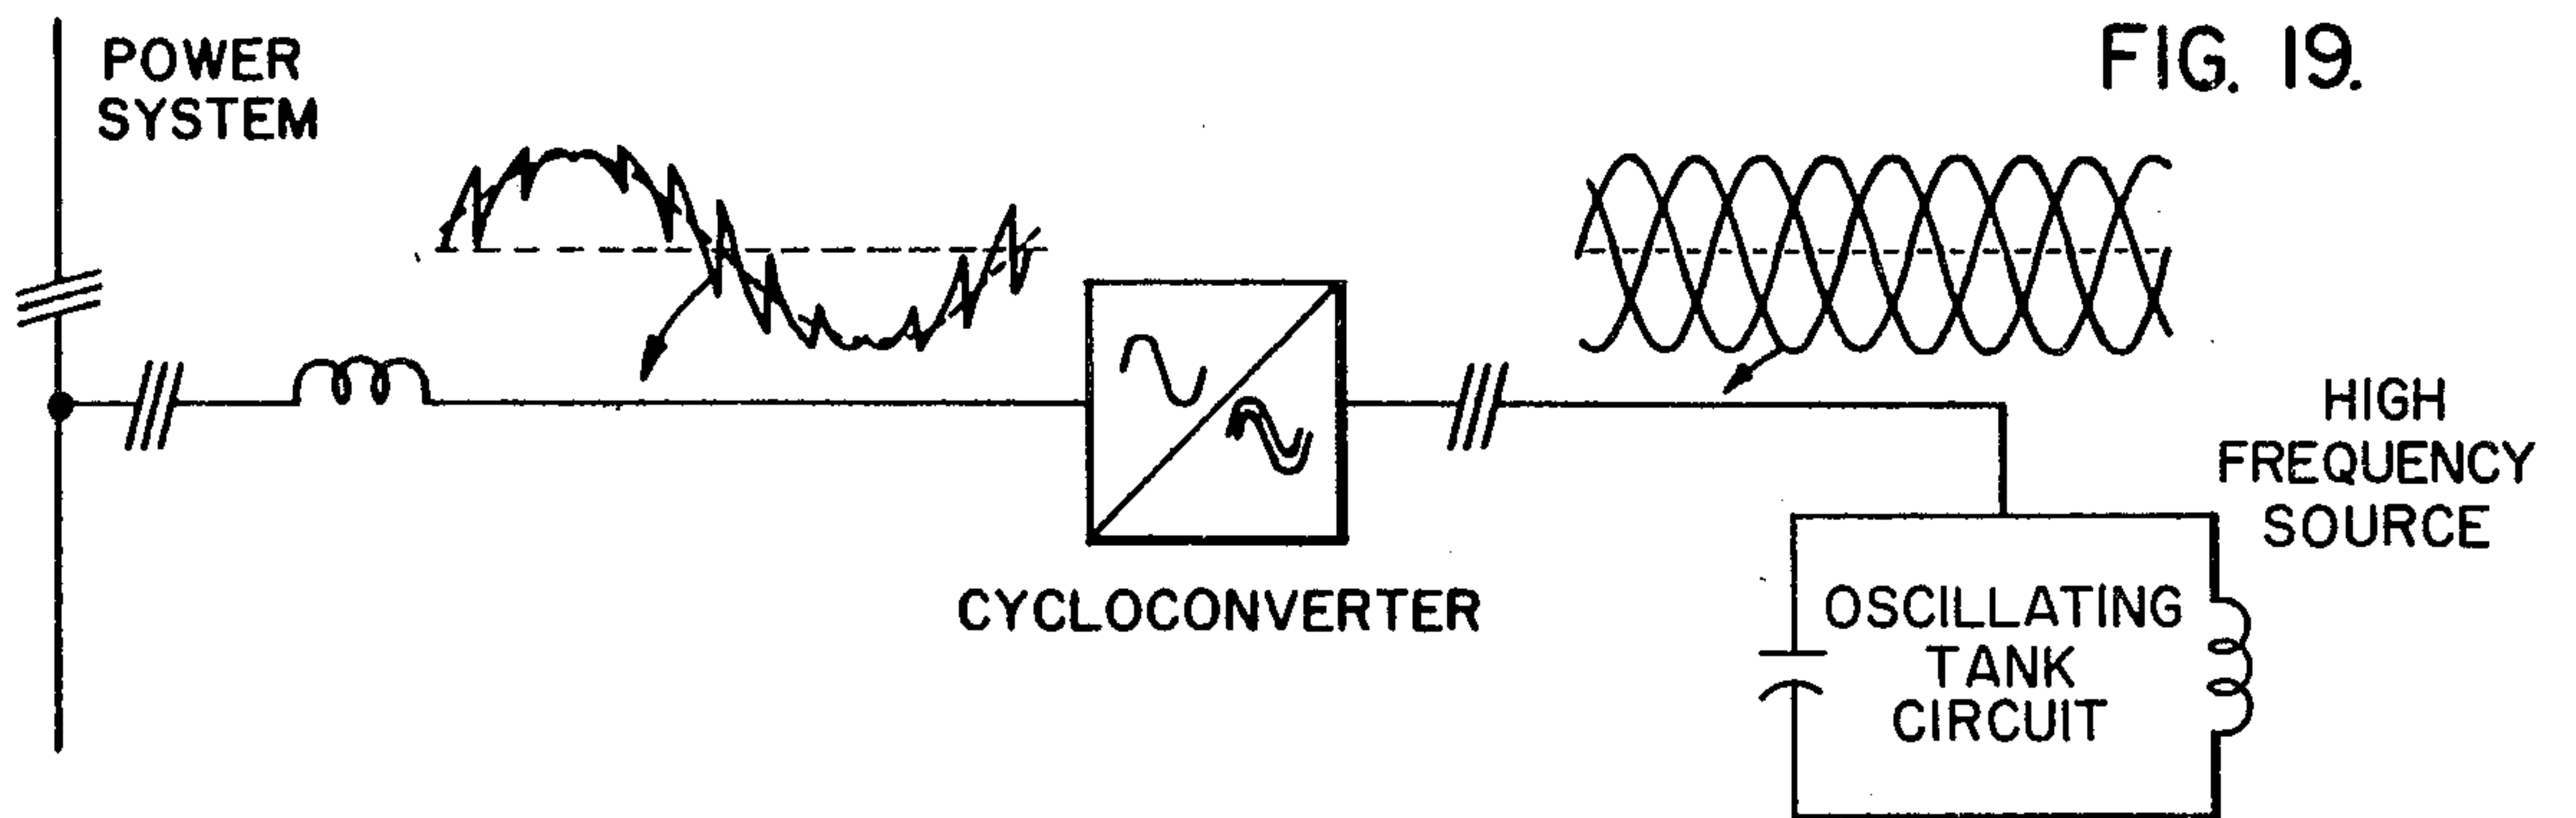 POWER
SYSTEM
FIG. 19.
CYCLOCONVERTER
HIGH
FREQUENCY
SOURCE
OSCILLATING
TANK
CIRCUIT